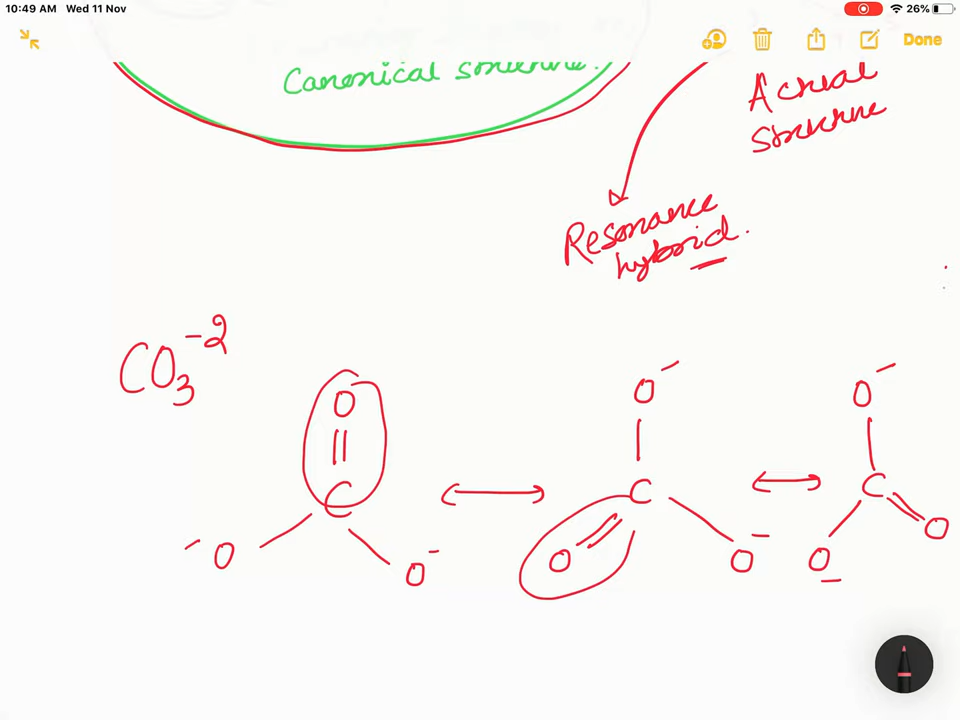 10:49 AM Wed 11 Nov
26%
Done
Canonical structure.
Actual
structure
Resonance
hybrid.
CO₃⁻²
O O⁻ O⁻
C C C
⁻O O⁻ O O⁻ O⁻ O